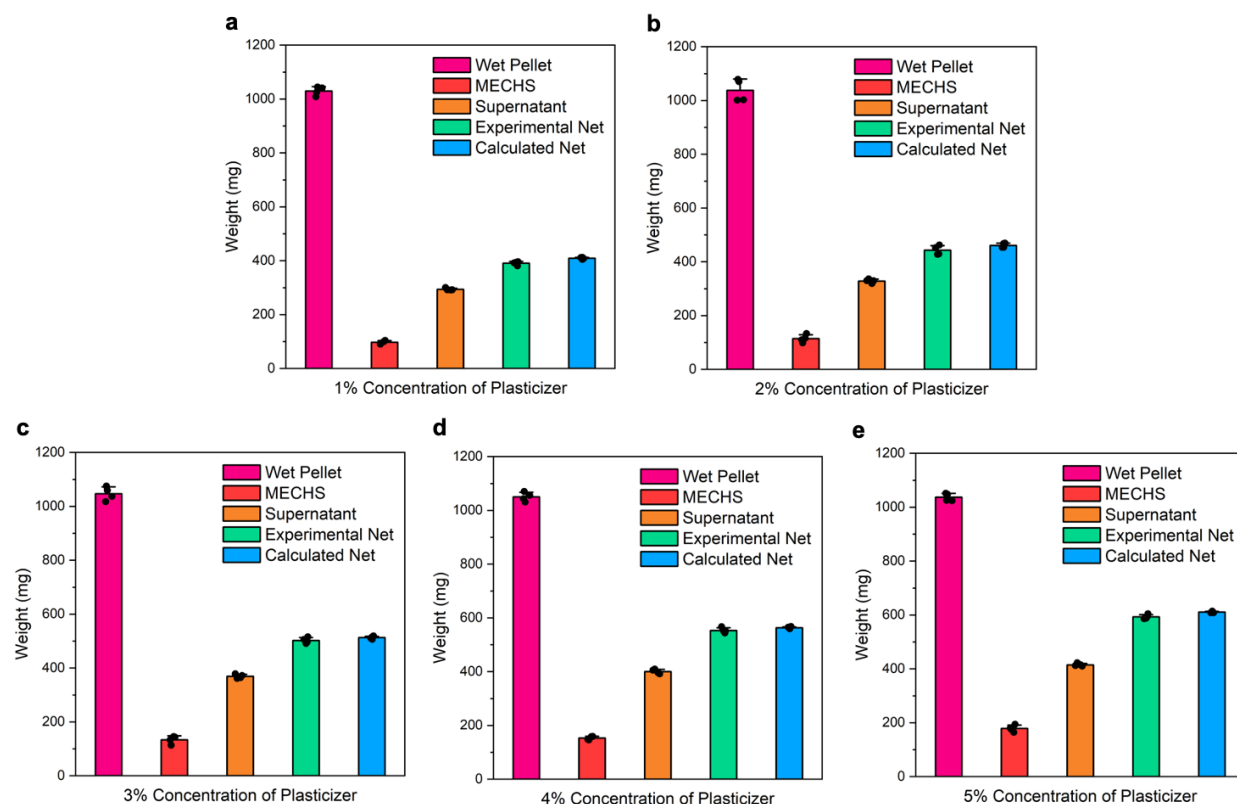 a
1200
1000
800
600
400
200
0
Weight (mg)
Wet Pellet
MECHS
Supernatant
Experimental Net
Calculated Net
1% Concentration of Plasticizer
b
1200
1000
800
600
400
200
0
Weight (mg)
Wet Pellet
MECHS
Supernatant
Experimental Net
Calculated Net
2% Concentration of Plasticizer
c
1200
1000
800
600
400
200
0
Weight (mg)
Wet Pellet
MECHS
Supernatant
Experimental Net
Calculated Net
3% Concentration of Plasticizer
d
1200
1000
800
600
400
200
0
Weight (mg)
Wet Pellet
MECHS
Supernatant
Experimental Net
Calculated Net
4% Concentration of Plasticizer
e
1200
1000
800
600
400
200
0
Weight (mg)
Wet Pellet
MECHS
Supernatant
Experimental Net
Calculated Net
5% Concentration of Plasticizer